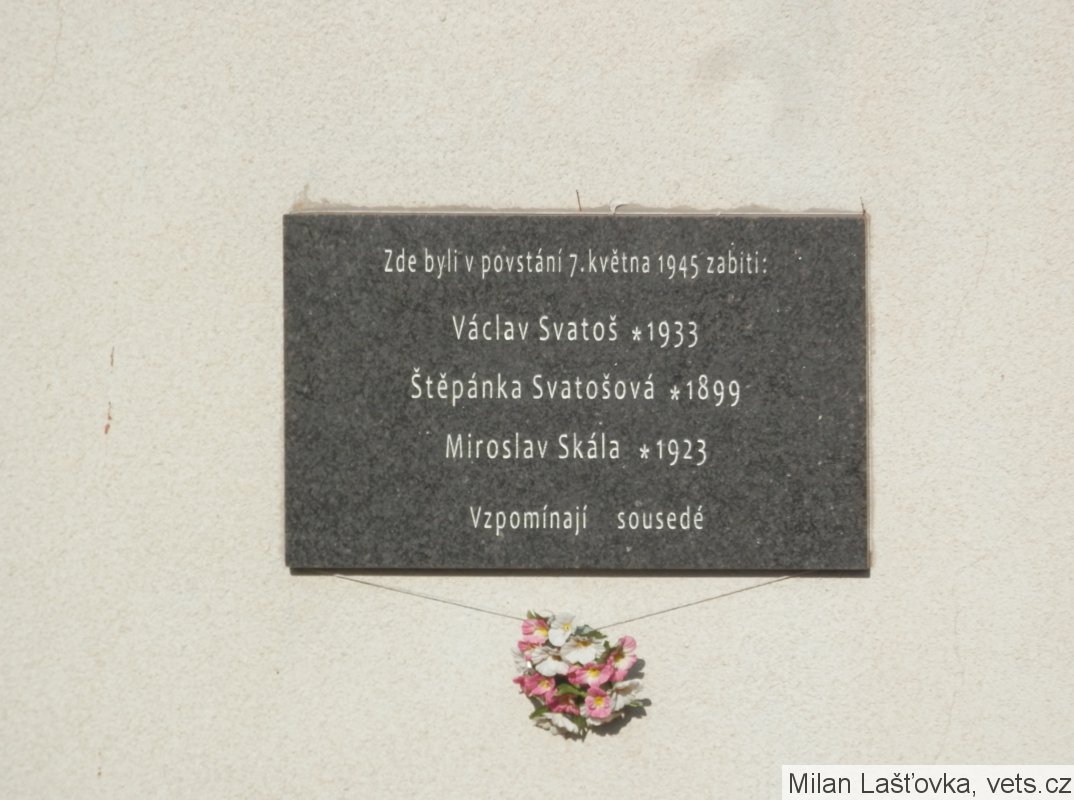 Zde byli v povstání 7. května 1945 zabiti:
Václav Svatoš *1933
Štěpánka Svatošová *1899
Miroslav Skála *1923
Vzpomínají sousedé
Milan Lašťovka, vets.cz